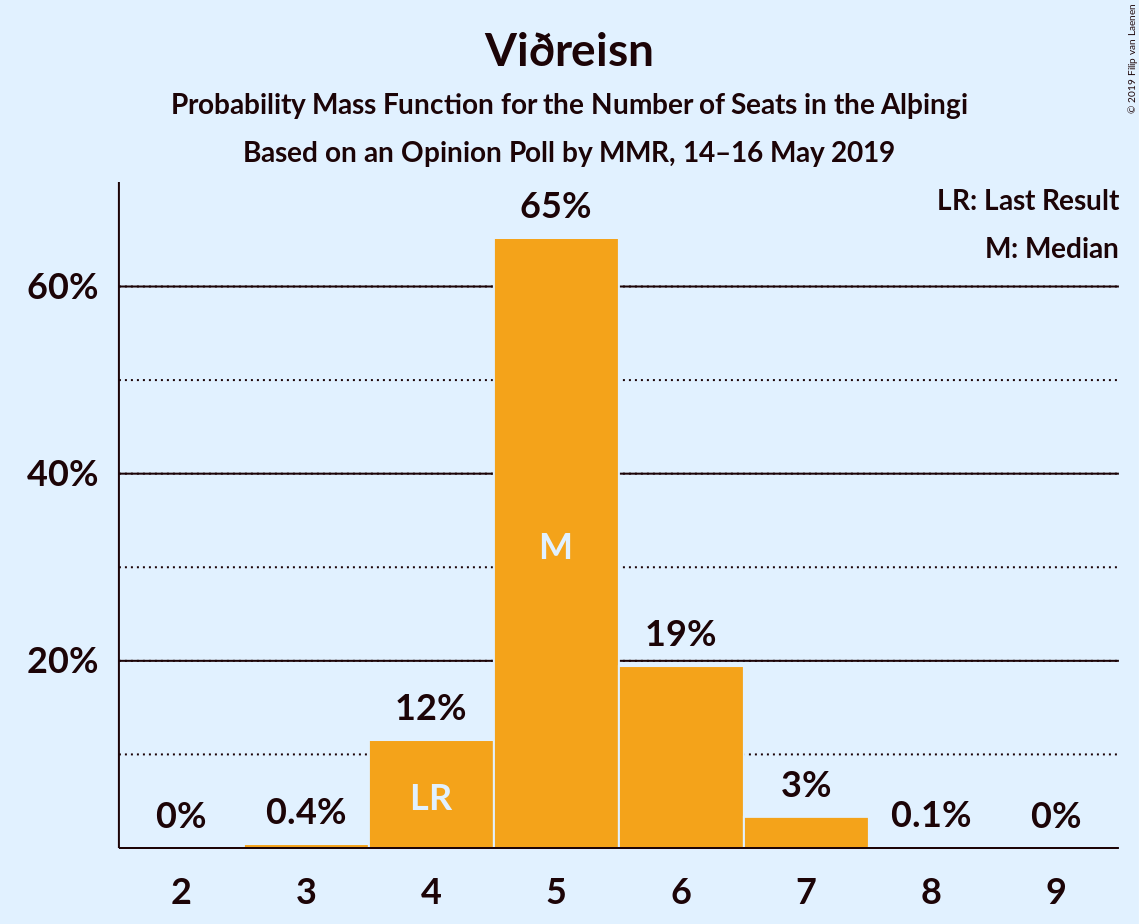 Viðreisn
Probability Mass Function for the Number of Seats in the Alþingi
Based on an Opinion Poll by MMR, 14–16 May 2019
© 2019 Filip van Laenen
LR: Last Result
M: Median
60%
40%
20%
0%
0.4%
12%
65%
19%
3%
0.1%
0%
LR
M
2 3 4 5 6 7 8 9